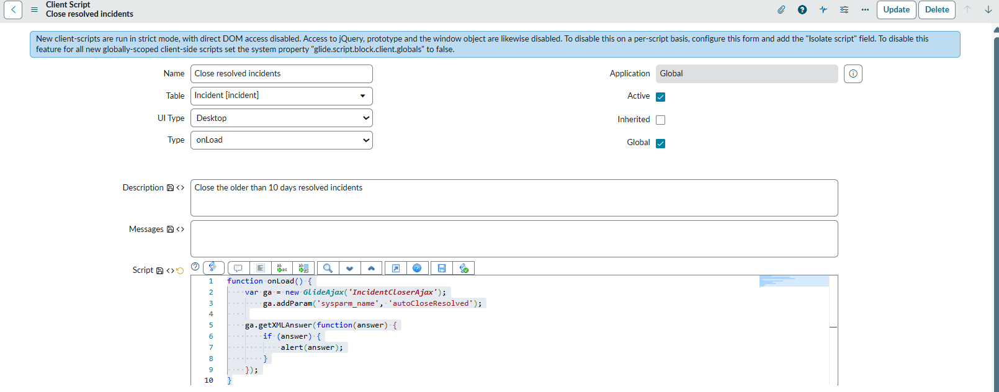 Client Script
Close resolved incidents
Update
Delete
New client-scripts are run in strict mode, with direct DOM access disabled. Access to jQuery, prototype and the window object are likewise disabled. To disable this on a per-script basis, configure this form and add the "Isolate script" field. To disable this
feature for all new globally-scoped client-side scripts set the system property "glide.script.block.client.globals" to false.
Name Close resolved incidents
Application Global
Table Incident [incident]
Active
UI Type Desktop
Inherited
Type onLoad
Global
Description Close the older than 10 days resolved incidents
Messages
Script
1 function onLoad() {
2     var ga = new GlideAjax('IncidentCloserAjax');
3         ga.addParam('sysparm_name', 'autoCloseResolved');
4
5     ga.getXMLAnswer(function(answer) {
6         if (answer) {
7             alert(answer);
8         }
9     });
10 }